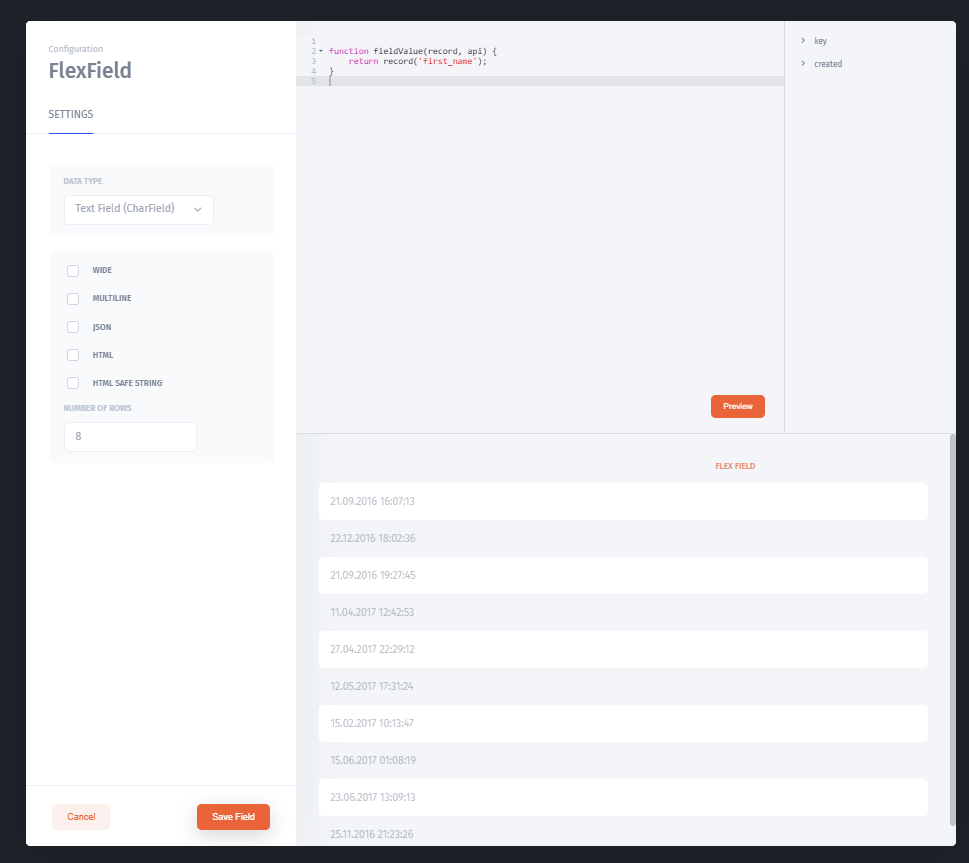 Configuration
FlexField
SETTINGS
DATA TYPE
Text Field (CharField)
WIDE
MULTILINE
JSON
HTML
HTML SAFE STRING
NUMBER OF ROWS
8
Cancel
Save Field
1
2 function fieldValue(record, api) {
3 return record('first_name');
4 }
5
Preview
key
created
FLEX FIELD
21.09.2016 16:07:13
22.12.2016 18:02:36
21.09.2016 19:27:45
11.04.2017 12:42:53
27.04.2017 22:29:12
12.05.2017 17:31:24
15.02.2017 10:13:47
15.06.2017 01:08:19
23.06.2017 13:09:13
25.11.2016 21:23:26